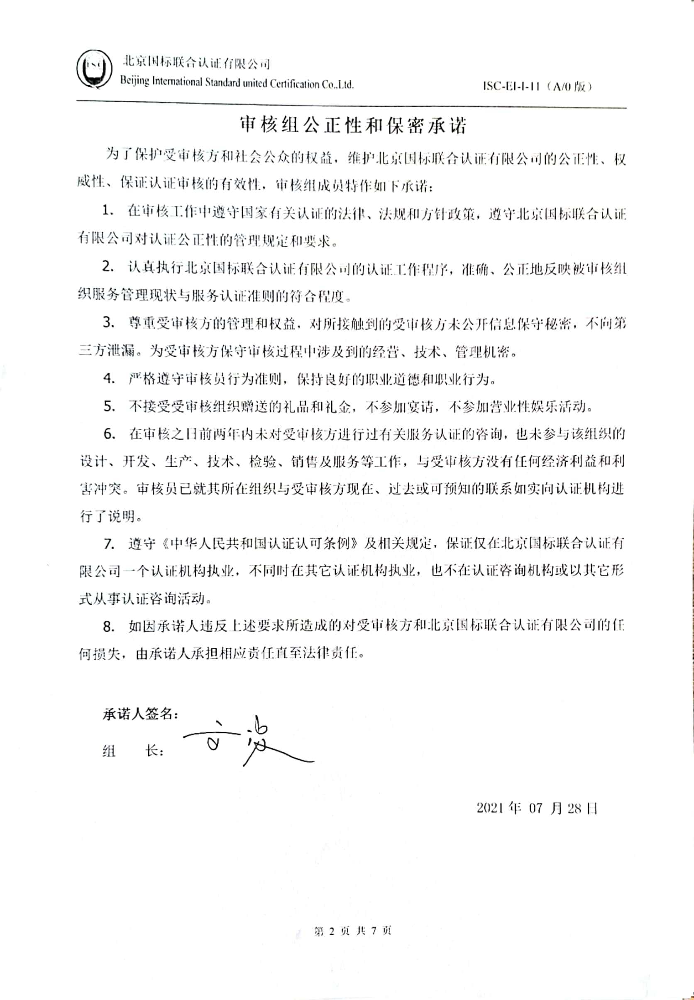 ISC
北京国标联合认证有限公司
Beijing International Standard united Certification Co.,Ltd.
ISC-EI-I-11（A/0 版）
审核组公正性和保密承诺
为了保护受审核方和社会公众的权益，维护北京国标联合认证有限公司的公正性、权
威性、保证认证审核的有效性，审核组成员特作如下承诺：
1. 在审核工作中遵守国家有关认证的法律、法规和方针政策，遵守北京国标联合认证
有限公司对认证公正性的管理规定和要求。
2. 认真执行北京国标联合认证有限公司的认证工作程序，准确、公正地反映被审核组
织服务管理现状与服务认证准则的符合程度。
3. 尊重受审核方的管理和权益，对所接触到的受审核方未公开信息保守秘密，不向第
三方泄漏。为受审核方保守审核过程中涉及到的经营、技术、管理机密。
4. 严格遵守审核员行为准则，保持良好的职业道德和职业行为。
5. 不接受受审核组织赠送的礼品和礼金，不参加宴请，不参加营业性娱乐活动。
6. 在审核之日前两年内未对受审核方进行过有关服务认证的咨询，也未参与该组织的
设计、开发、生产、技术、检验、销售及服务等工作，与受审核方没有任何经济利益和利
害冲突。审核员已就其所在组织与受审核方现在、过去或可预知的联系如实向认证机构进
行了说明。
7. 遵守《中华人民共和国认证认可条例》及相关规定，保证仅在北京国标联合认证有
限公司一个认证机构执业，不同时在其它认证机构执业，也不在认证咨询机构或以其它形
式从事认证咨询活动。
8. 如因承诺人违反上述要求所造成的对受审核方和北京国标联合认证有限公司的任
何损失，由承诺人承担相应责任直至法律责任。
承诺人签名：
组 长：
2021 年 07 月 28 日
第 2 页 共 7 页